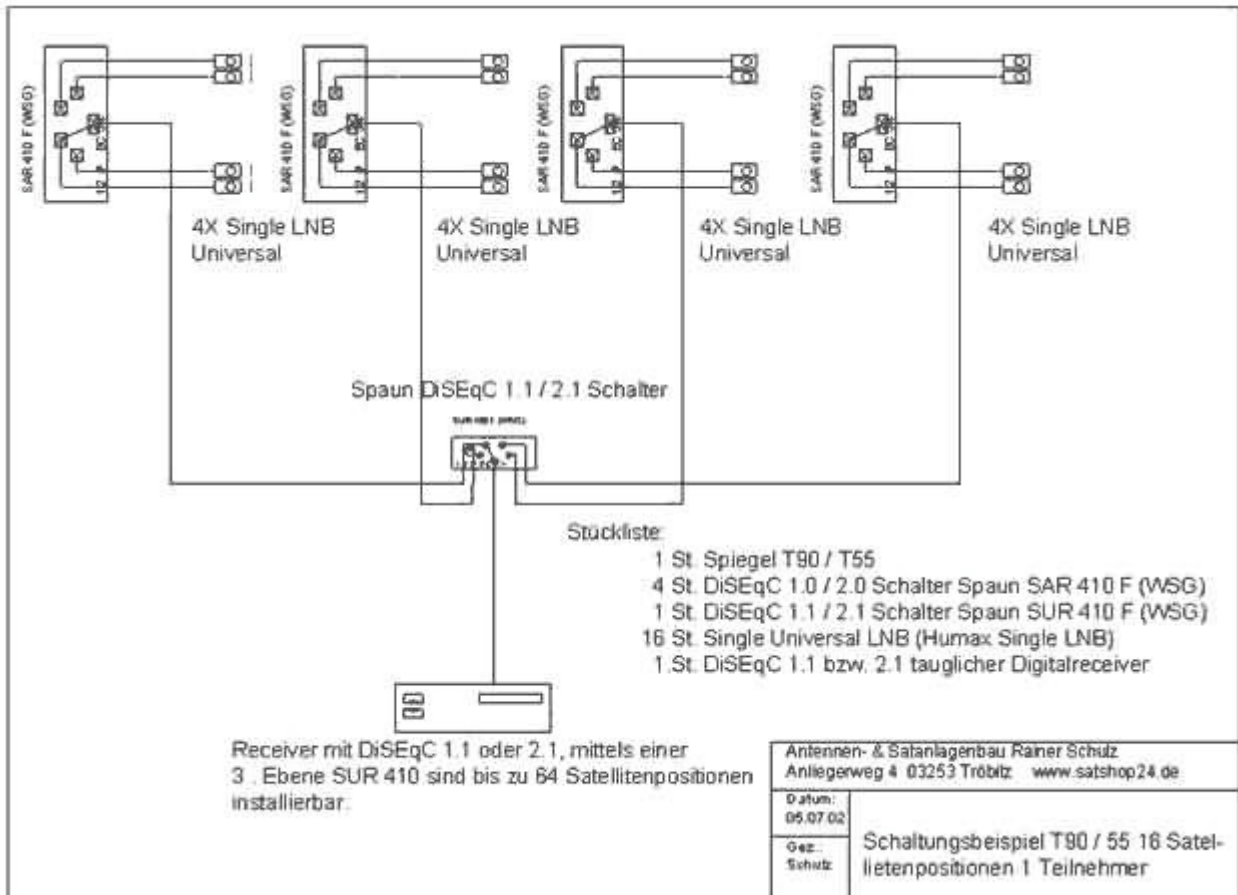 SAR 410 F (WSG)
SAR 410 F (WSG)
SAR 410 F (WSG)
SAR 410 F (WSG)
4X Single LNB
Universal
4X Single LNB
Universal
4X Single LNB
Universal
4X Single LNB
Universal
Spaun DiSEqC 1.1 / 2.1 Schalter
Stückliste:
1 St. Spiegel T90 / T55
4 St. DiSEqC 1.0 / 2.0 Schalter Spaun SAR 410 F (WSG)
1 St. DiSEqC 1.1 / 2.1 Schalter Spaun SUR 410 F (WSG)
16 St. Single Universal LNB (Humax Single LNB)
1 St. DiSEqC 1.1 bzw. 2.1 tauglicher Digitalreceiver
Receiver mit DiSEqC 1.1 oder 2.1, mittels einer
3 . Ebene SUR 410 sind bis zu 64 Satellitenpositionen
installierbar.
Antennen- & Satanlagenbau Rainer Schulz
Anliegerweg 4 03253 Tröbitz www.satshop24.de
Datum:
05.07.02
Gez.:
Schulz
Schaltungsbeispiel T90 / 55 16 Satel-
lietenpositionen 1 Teilnehmer